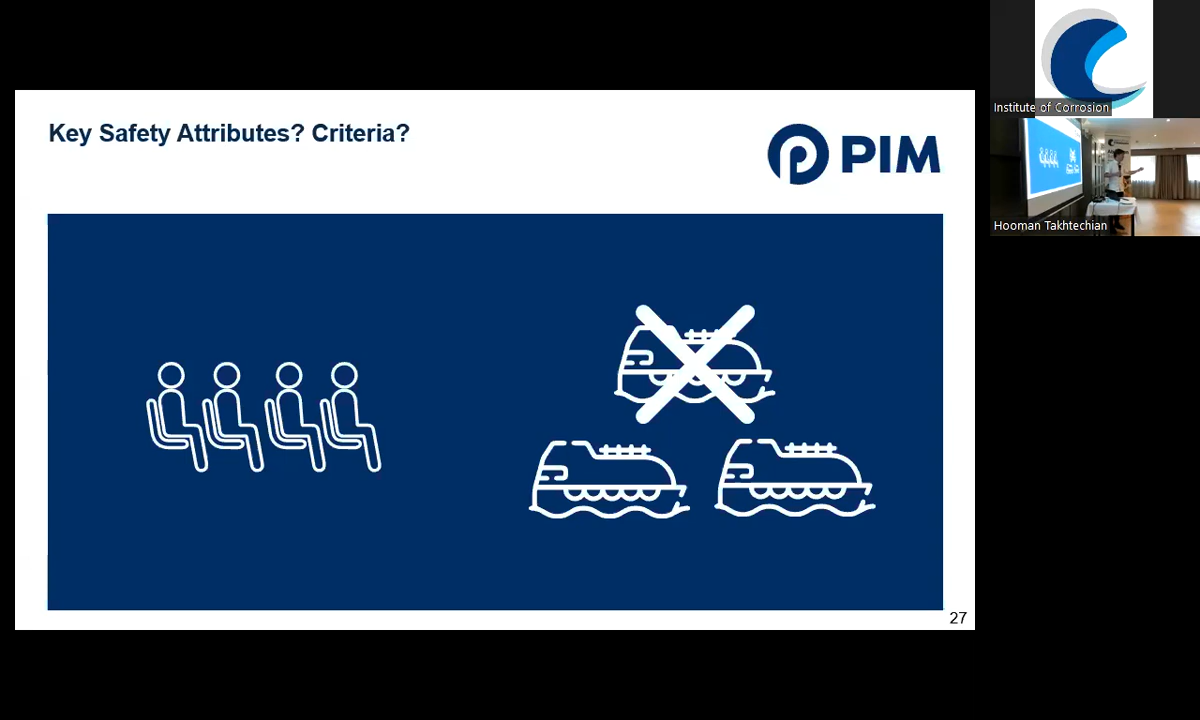 Key Safety Attributes? Criteria?
PIM
27
Institute of Corrosion
Hooman Takhtechian